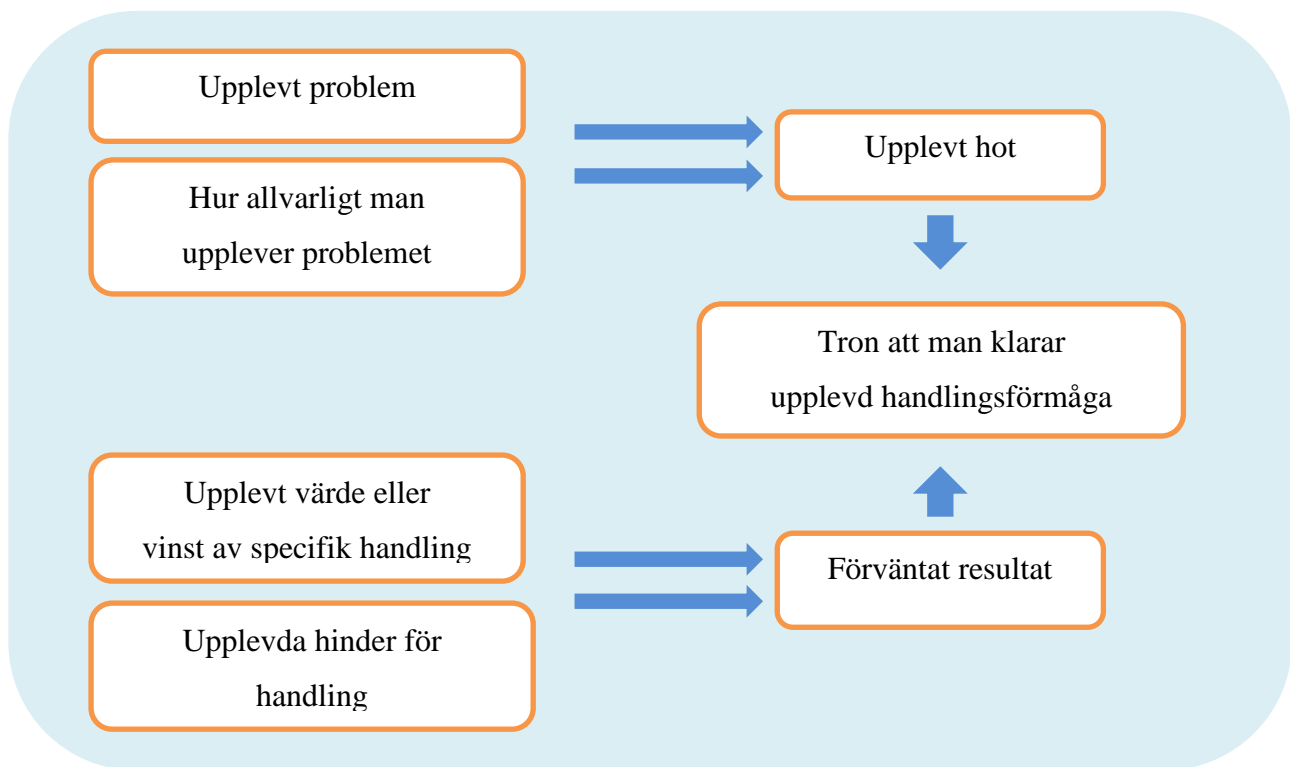 Upplevt problem
Hur allvarligt man
upplever problemet
Upplevt hot
Tron att man klarar
upplevd handlingsförmåga
Upplevt värde eller
vinst av specifik handling
Upplevda hinder för
handling
Förväntat resultat